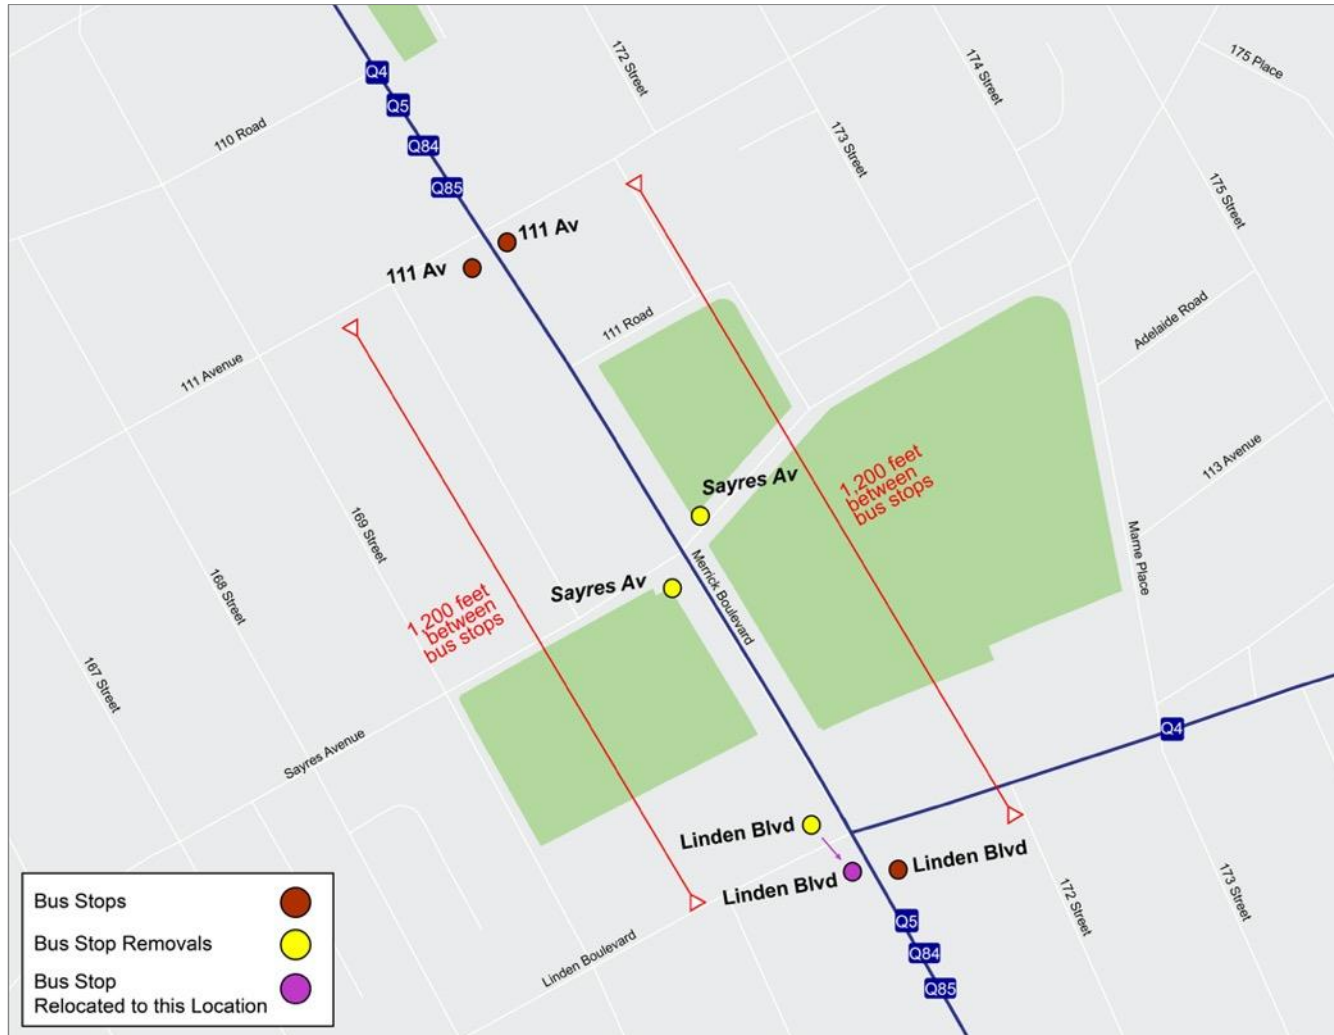 172 Street
174 Street
175 Place
Q4
Q5
110 Road
Q84
173 Street
Q85
175 Street
111 Av
111 Av
111 Road
Adelaide Road
111 Avenue
113 Avenue
Sayres Av
1,200 feet
between
bus stops
169 Street
Marne Place
168 Street
Merrick Boulevard
Sayres Av
1,200 feet
between
bus stops
167 Street
Sayres Avenue
Q4
Linden Blvd
Linden Blvd
Linden Blvd
172 Street
173 Street
Q5
Linden Boulevard
Q84
Q85
Bus Stops
Bus Stop Removals
Bus Stop
Relocated to this Location